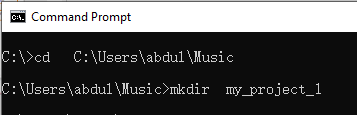 Command Prompt
C:\>cd   C:\Users\abdul\Music
C:\Users\abdul\Music>mkdir  my_project_1